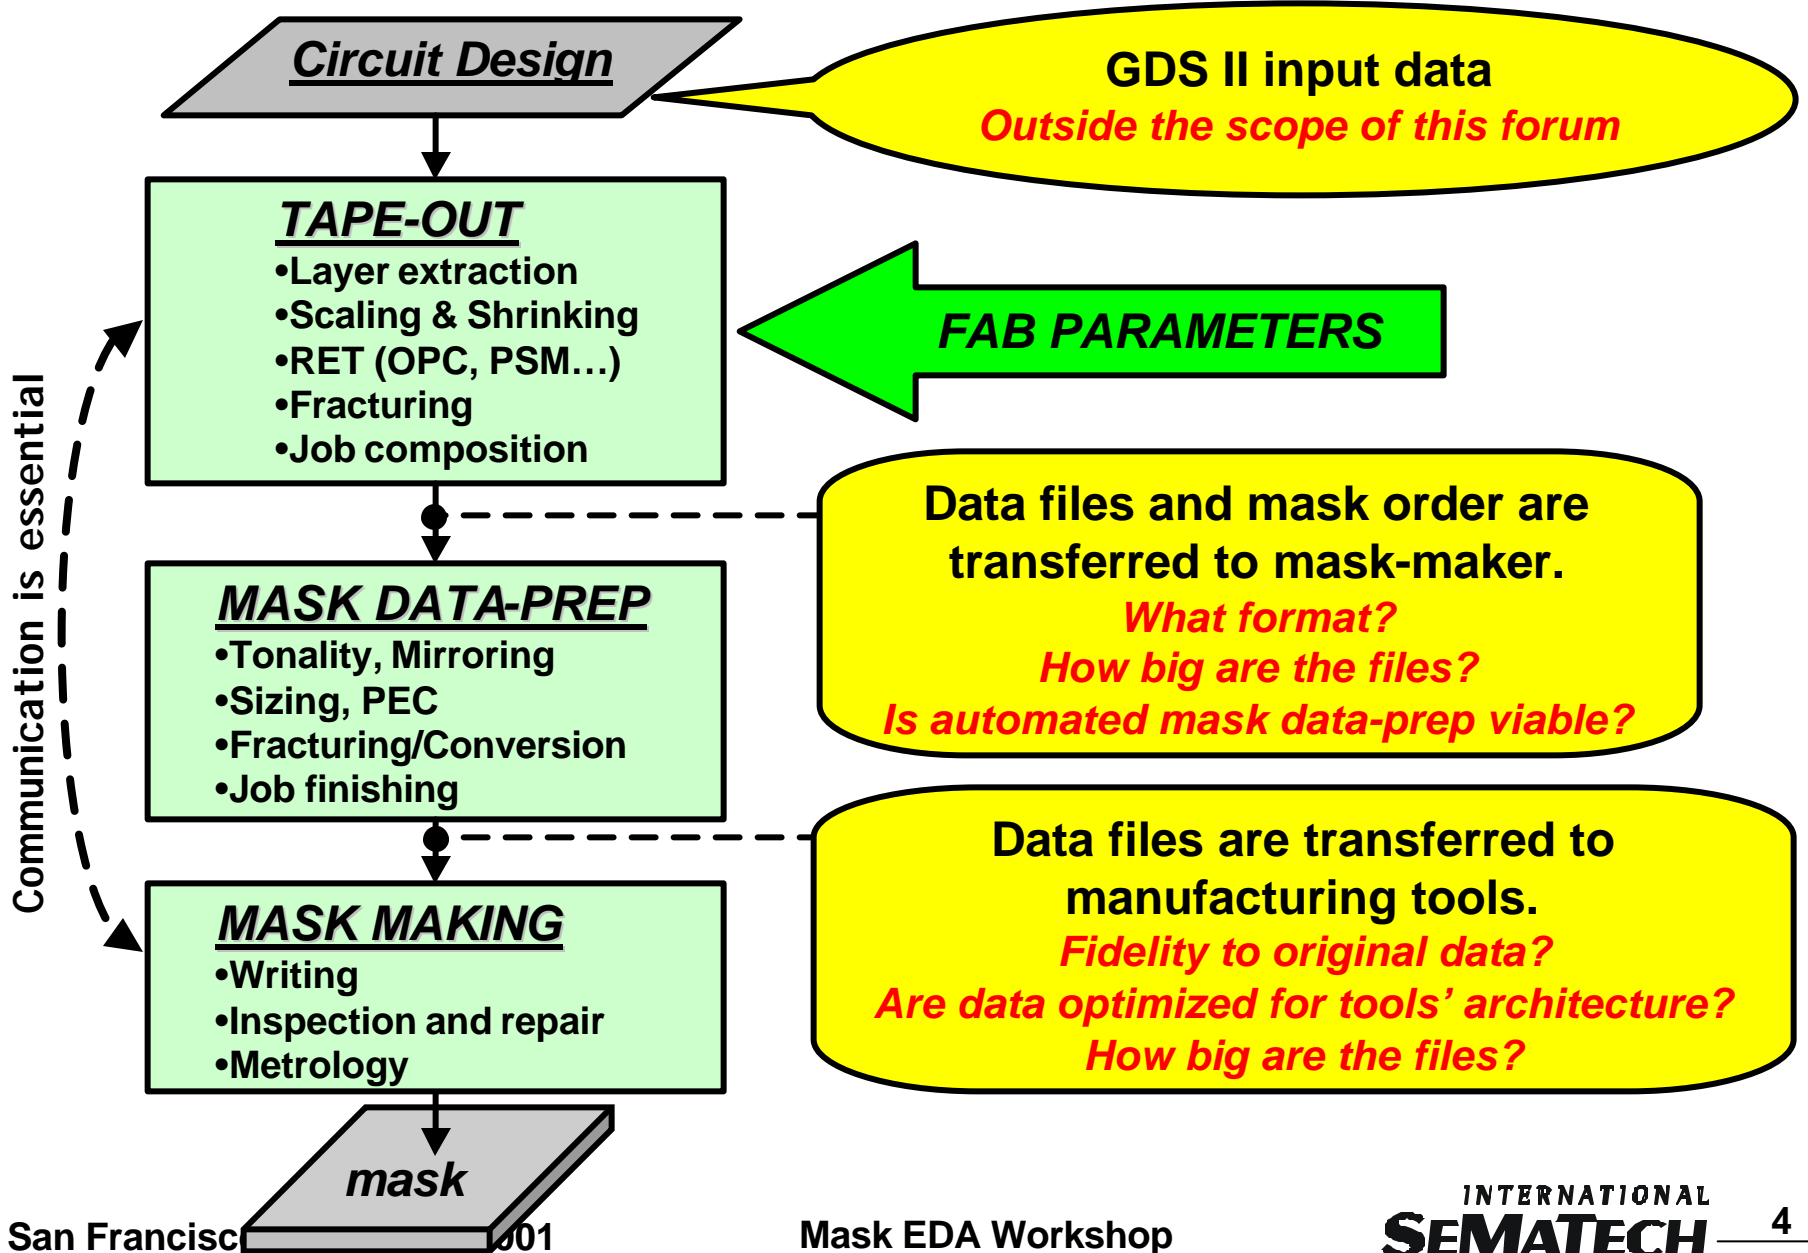 Circuit Design
GDS II input data
Outside the scope of this forum
TAPE-OUT
•Layer extraction
•Scaling & Shrinking
•RET (OPC, PSM…)
•Fracturing
•Job composition
FAB PARAMETERS
Communication is essential
Data files and mask order are
transferred to mask-maker.
What format?
How big are the files?
Is automated mask data-prep viable?
MASK DATA-PREP
•Tonality, Mirroring
•Sizing, PEC
•Fracturing/Conversion
•Job finishing
Data files are transferred to
manufacturing tools.
Fidelity to original data?
Are data optimized for tools’ architecture?
How big are the files?
MASK MAKING
•Writing
•Inspection and repair
•Metrology
mask
San
Mask EDA Workshop
INTERNATIONAL
SEMATECH
4